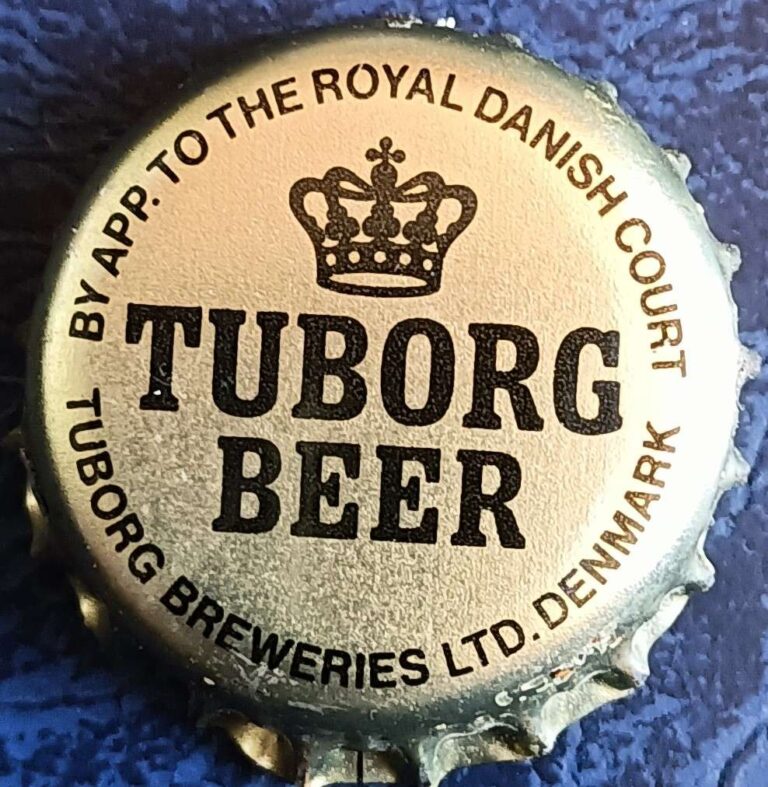 BY APP. TO THE ROYAL DANISH COURT
TUBORG
BEER
TUBORG BREWERIES LTD. DENMARK